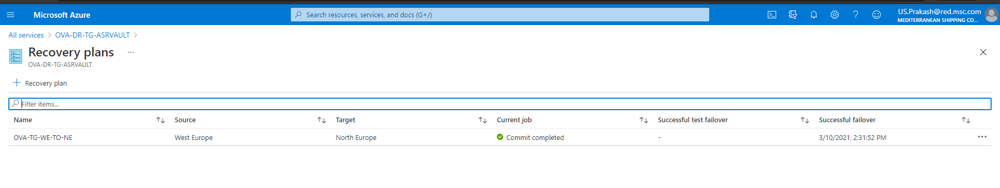 Microsoft Azure
Search resources, services, and docs (G+/)
US.Prakash@red.msc.com
MEDITERRANEAN SHIPPING CO...
All services > OVA-DR-TG-ASRVAULT >
Recovery plans ...
OVA-DR-TG-ASRVAULT
+ Recovery plan
Filter items...
Name Source Target Current job Successful test failover Successful failover
OVA-TG-WE-TO-NE West Europe North Europe Commit completed - 3/10/2021, 2:31:52 PM ...